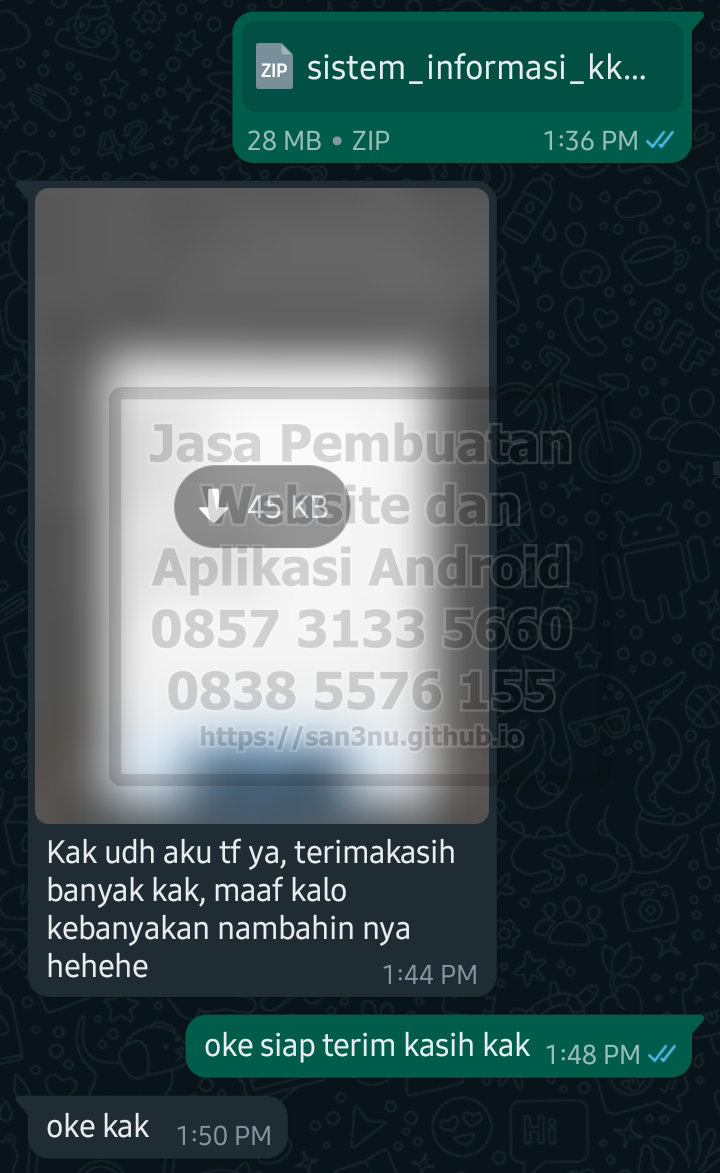 ZIP sistem_informasi_kk...
28 MB • ZIP 1:36 PM
Jasa Pembuatan
Website dan
45 KB
Aplikasi Android
0857 3133 5660
0838 5576 155
https://san3nu.github.io
Kak udh aku tf ya, terimakasih
banyak kak, maaf kalo
kebanyakan nambahin nya
hehehe 1:44 PM
oke siap terim kasih kak 1:48 PM
oke kak 1:50 PM